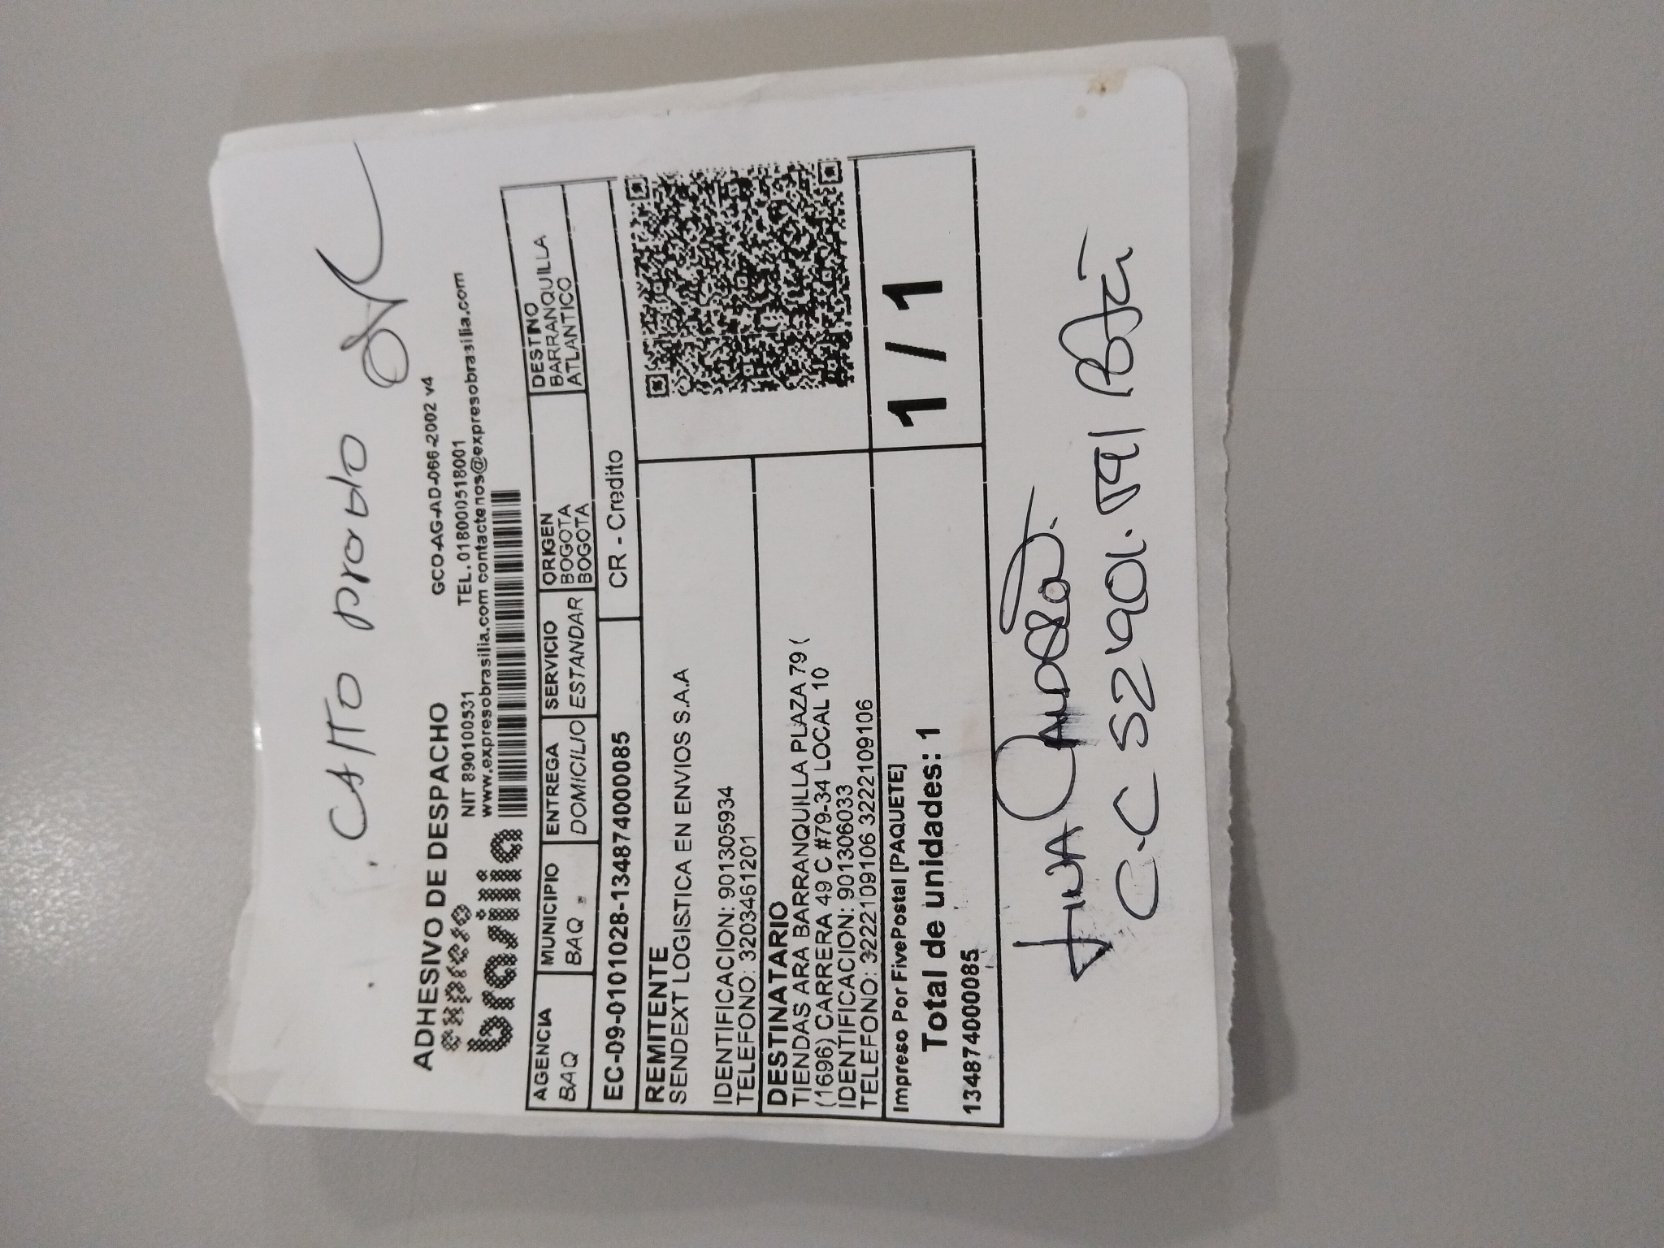 CAITO Proolo OK
ADHESIVO DE DESPACHO
GCO-AG-AD-066-2002 v4
expreso
brasilia
NIT 890100531
TEL. 018000518001
www.expresobrasilia.com contactenos@expresobrasilia.com
AGENCIA MUNICIPIO ENTREGA SERVICIO ORIGEN DESTINO
BAQ BAQ DOMICILIO ESTANDAR BOGOTA BOGOTA BARRANQUILLA ATLANTICO
EC-09-0101028-134874000085
CR - Credito
REMITENTE
SENDEXT LOGISTICA EN ENVIOS S.A.A
IDENTIFICACION: 901305934
TELEFONO: 3203461201
DESTINATARIO
TIENDAS ARA BARRANQUILLA PLAZA 79 (
(1696) CARRERA 49 C #79-34 LOCAL 10
IDENTIFICACION: 901306033
TELEFONO: 3222109106 3222109106
Impreso Por FivePostal [PAQUETE]
Total de unidades: 1
134874000085
1 / 1
C.C